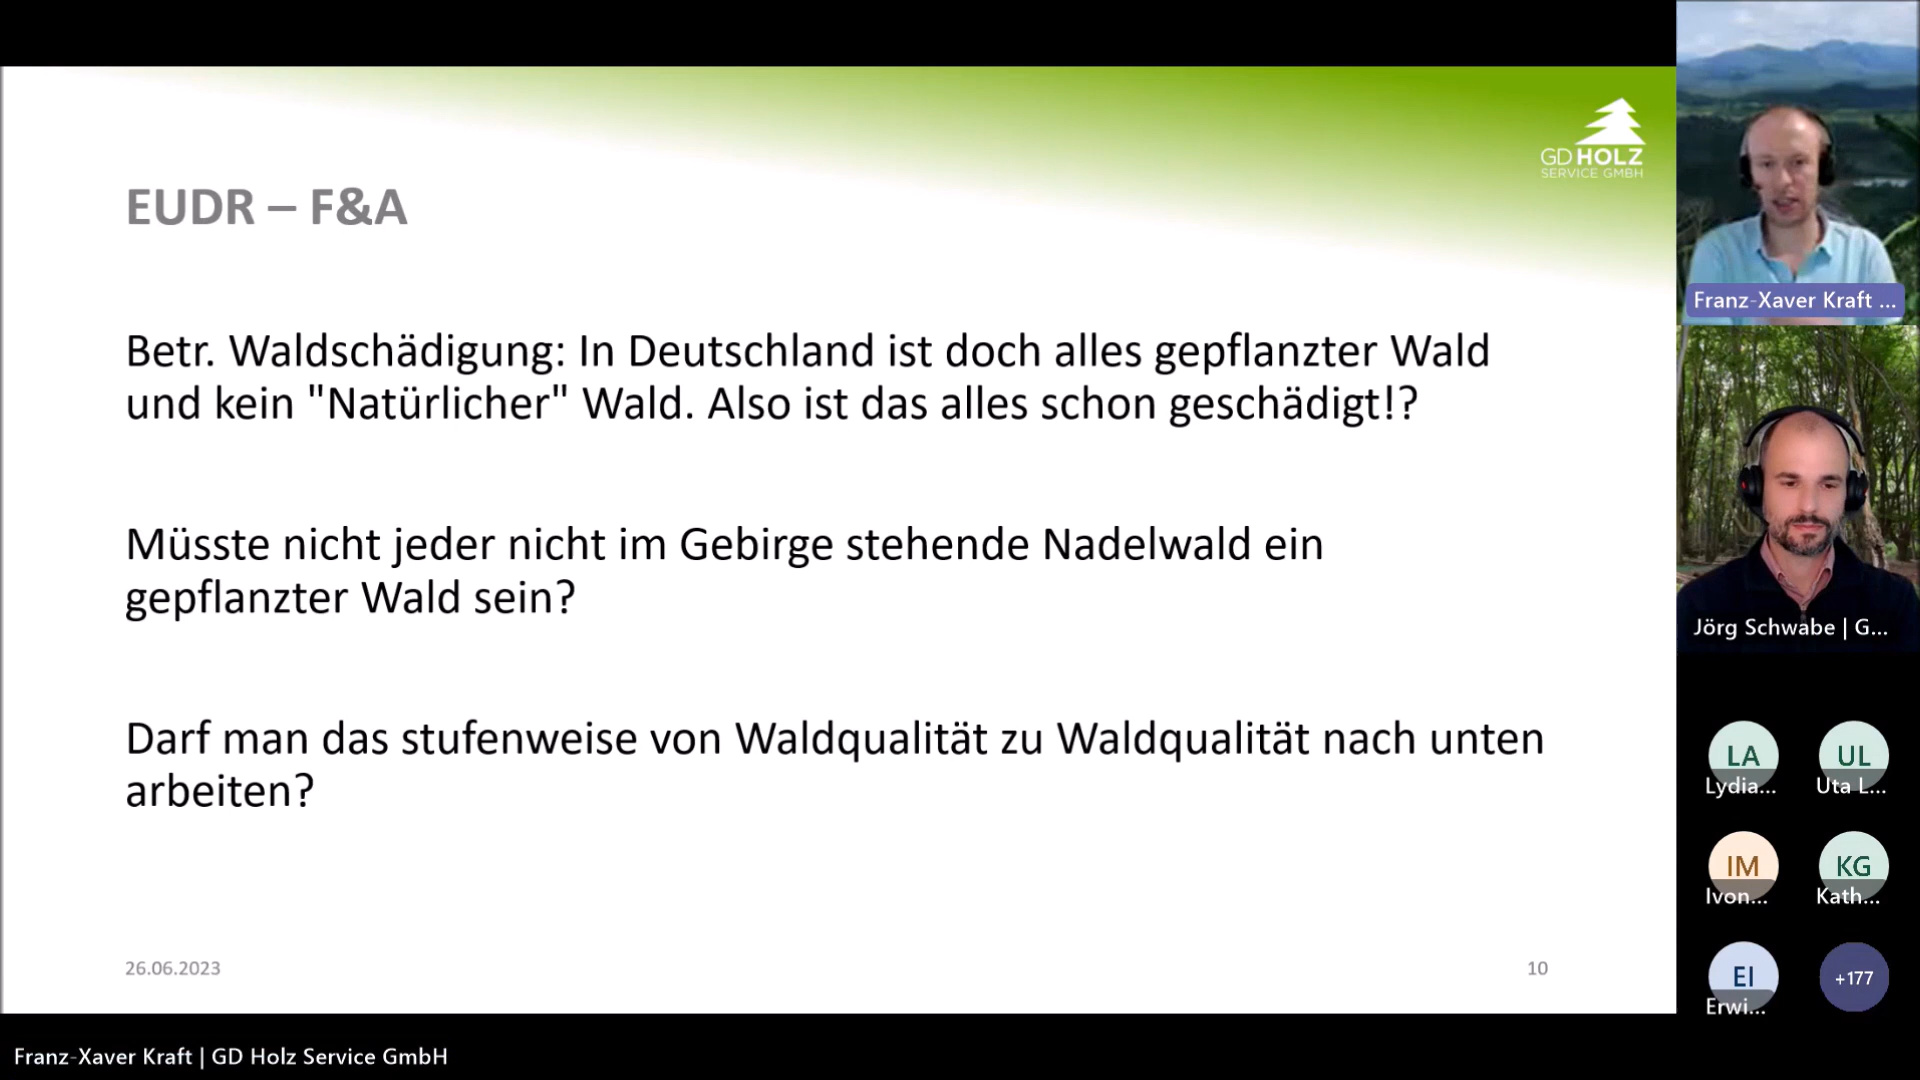 GD HOLZ
SERVICE GMBH
EUDR – F&A
Betr. Waldschädigung: In Deutschland ist doch alles gepflanzter Wald
und kein "Natürlicher" Wald. Also ist das alles schon geschädigt!?
Müsste nicht jeder nicht im Gebirge stehende Nadelwald ein
gepflanzter Wald sein?
Darf man das stufenweise von Waldqualität zu Waldqualität nach unten
arbeiten?
26.06.2023
10
Franz-Xaver Kraft | GD Holz Service GmbH
Franz-Xaver Kraft ...
Jörg Schwabe | G...
LA
Lydia...
UL
Uta L...
IM
Ivon...
KG
Kath...
EI
Erwi...
+177